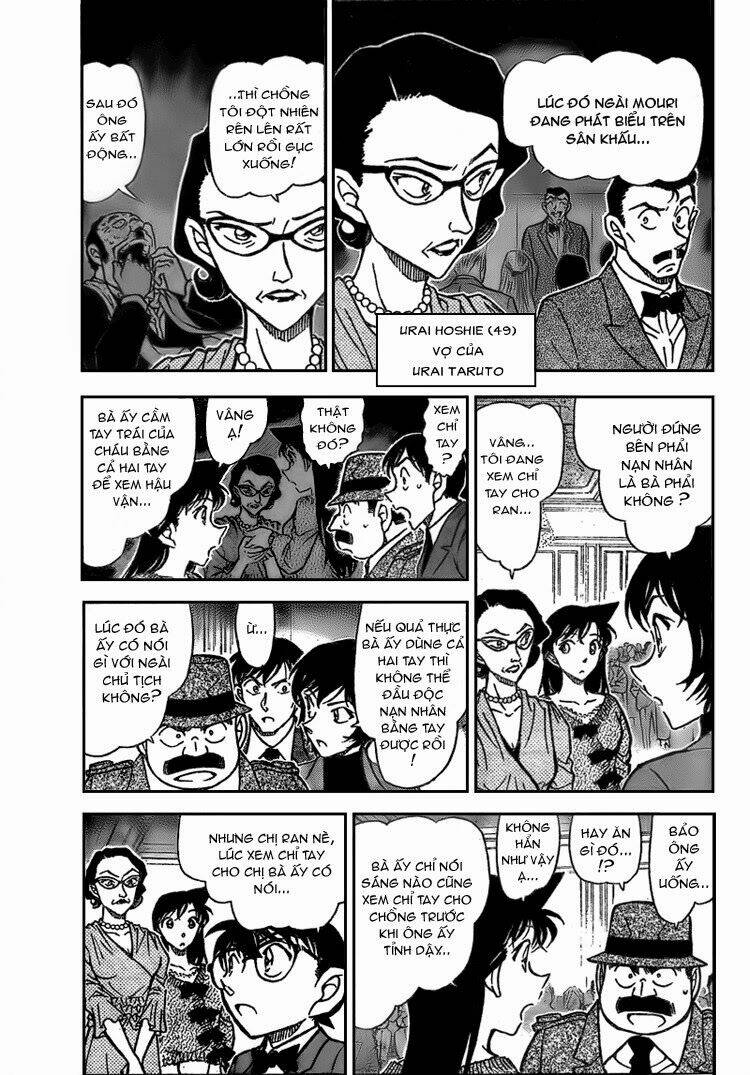 LÚC ĐÓ NGÀI MOURI
ĐANG PHÁT BIỂU TRÊN
SÂN KHẤU...
..THÌ CHỒNG
TÔI ĐỘT NHIÊN
RÊN LÊN RẤT
LỚN RỒI GỤC
XUỐNG!
SAU ĐÓ
ÔNG
ẤY BẤT
ĐỘNG..
URAI HOSHIE (49)
VỢ CỦA
URAI TARUTO
NGƯỜI ĐỨNG
BÊN PHẢI
NẠN NHÂN
LÀ BÀ PHẢI
KHÔNG?
VÂNG..
TÔI ĐANG
XEM CHỈ
TAY CHO
RAN...
XEM
CHỈ
TAY
?
THẬT
KHÔNG
ĐÓ?
VÂNG
Ạ!
BÀ ẤY CẦM
TAY TRÁI CỦA
CHÁU BẰNG
CẢ HAI TAY
ĐỂ XEM HẬU
VẬN...
NẾU QUẢ THỰC
BÀ ẤY DÙNG CẢ
HAI TAY THÌ
KHÔNG THỂ
ĐẦU ĐỘC
NẠN NHÂN
BẰNG TAY
ĐƯỢC RỒI
!
Ừ...
LÚC ĐÓ BÀ
ẤY CÓ NÓI
GÌ VỚI NGÀI
CHỦ TỊCH
KHÔNG?
BẢO
ÔNG
ẤY
UỐNG..
HAY ĂN
GÌ ĐÓ...
!?
KHÔNG
HẲN
NHƯ VẬY
Ạ...
BÀ ẤY CHỈ NÓI
SÁNG NÀO CŨNG
XEM CHỈ TAY CHO
CHỒNG TRƯỚC
KHI ÔNG ẤY
TỈNH DẬY..
NHƯNG CHỊ RAN NÈ,
LÚC XEM CHỈ TAY
CHO CHỊ BÀ ẤY CÓ
NÓI...